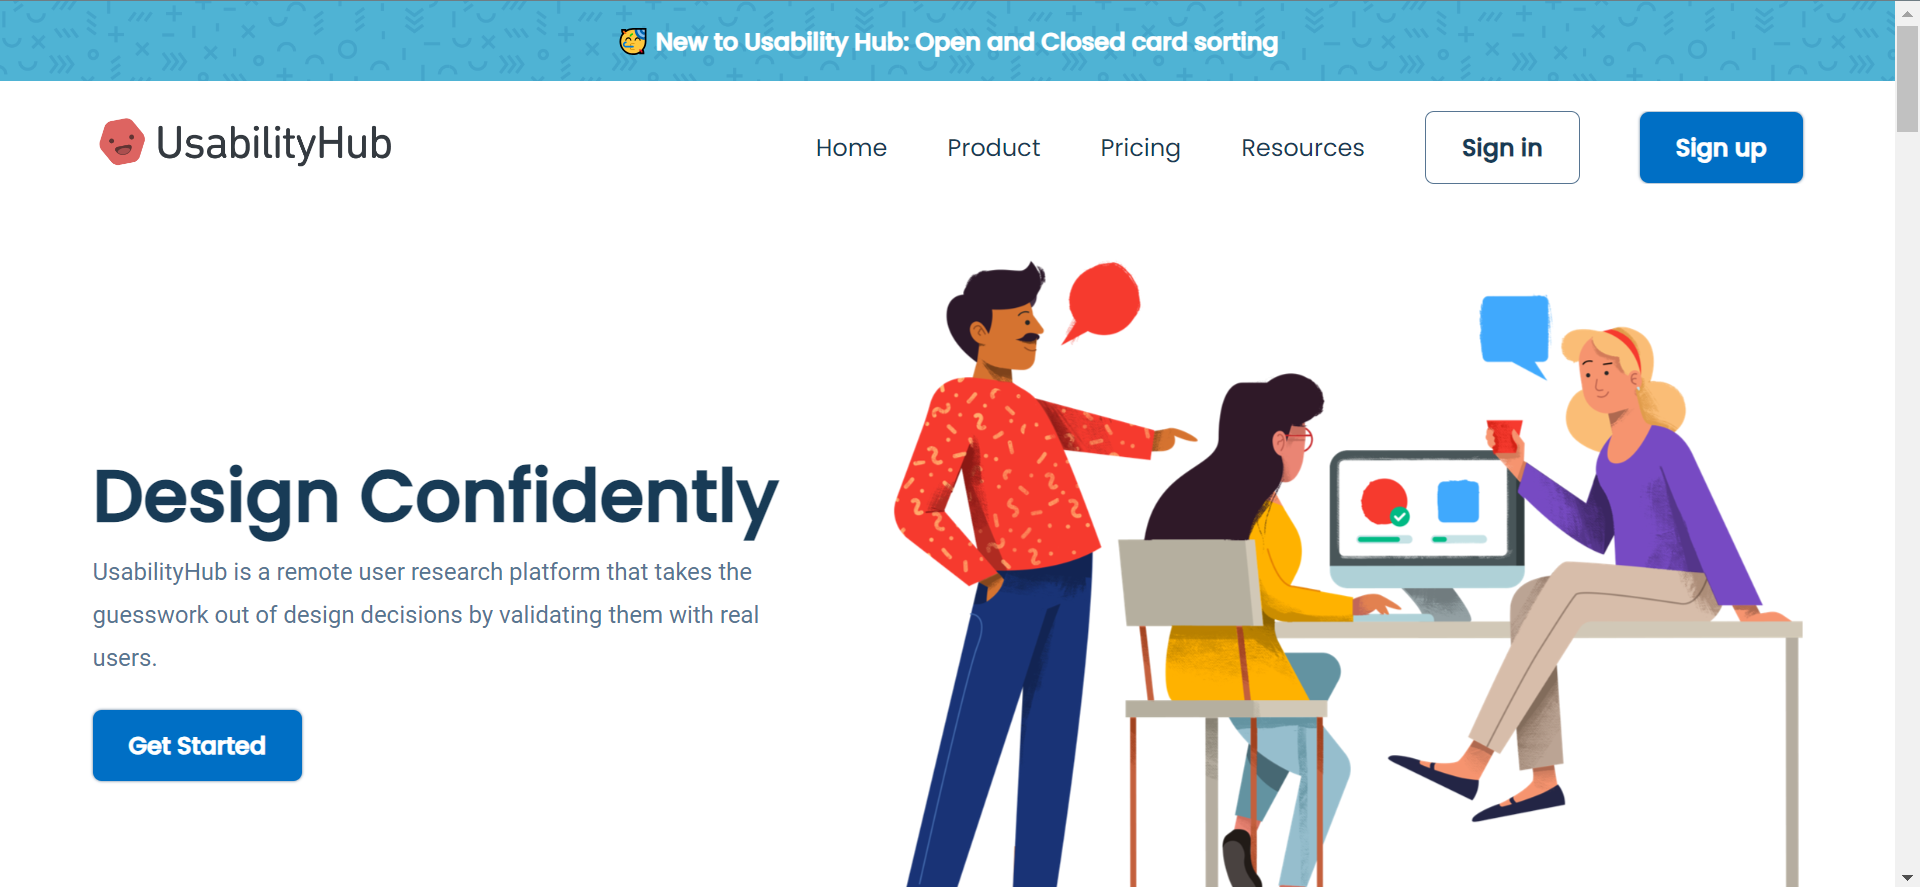 New to Usability Hub: Open and Closed card sorting
UsabilityHub
Home
Product
Pricing
Resources
Sign in
Sign up
Design Confidently
UsabilityHub is a remote user research platform that takes the
guesswork out of design decisions by validating them with real
users.
Get Started